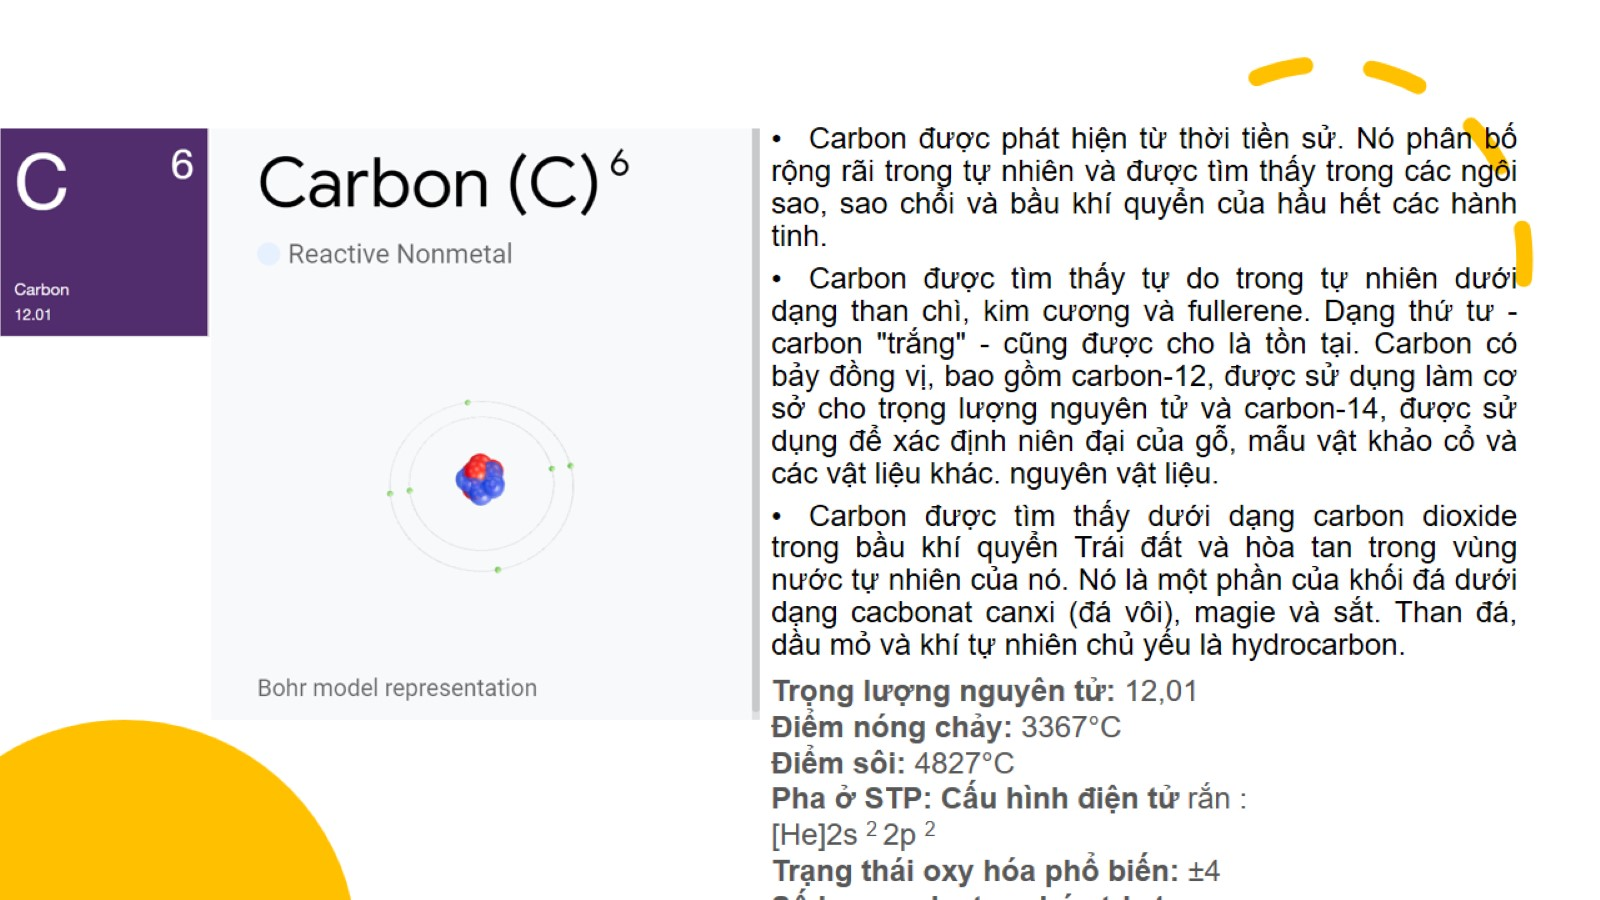 C 6
Carbon
12.01
Carbon (C) 6
Reactive Nonmetal
Bohr model representation
• Carbon được phát hiện từ thời tiền sử. Nó phân bố
rộng rãi trong tự nhiên và được tìm thấy trong các ngôi
sao, sao chổi và bầu khí quyển của hầu hết các hành
tinh.
• Carbon được tìm thấy tự do trong tự nhiên dưới
dạng than chì, kim cương và fullerene. Dạng thứ tư -
carbon "trắng" - cũng được cho là tồn tại. Carbon có
bảy đồng vị, bao gồm carbon-12, được sử dụng làm cơ
sở cho trọng lượng nguyên tử và carbon-14, được sử
dụng để xác định niên đại của gỗ, mẫu vật khảo cổ và
các vật liệu khác. nguyên vật liệu.
• Carbon được tìm thấy dưới dạng carbon dioxide
trong bầu khí quyển Trái đất và hòa tan trong vùng
nước tự nhiên của nó. Nó là một phần của khối đá dưới
dạng cacbonat canxi (đá vôi), magie và sắt. Than đá,
dầu mỏ và khí tự nhiên chủ yếu là hydrocarbon.
Trọng lượng nguyên tử: 12,01
Điểm nóng chảy: 3367°C
Điểm sôi: 4827°C
Pha ở STP: Cấu hình điện tử rắn :
[He]2s 2 2p 2
Trạng thái oxy hóa phổ biến: ±4